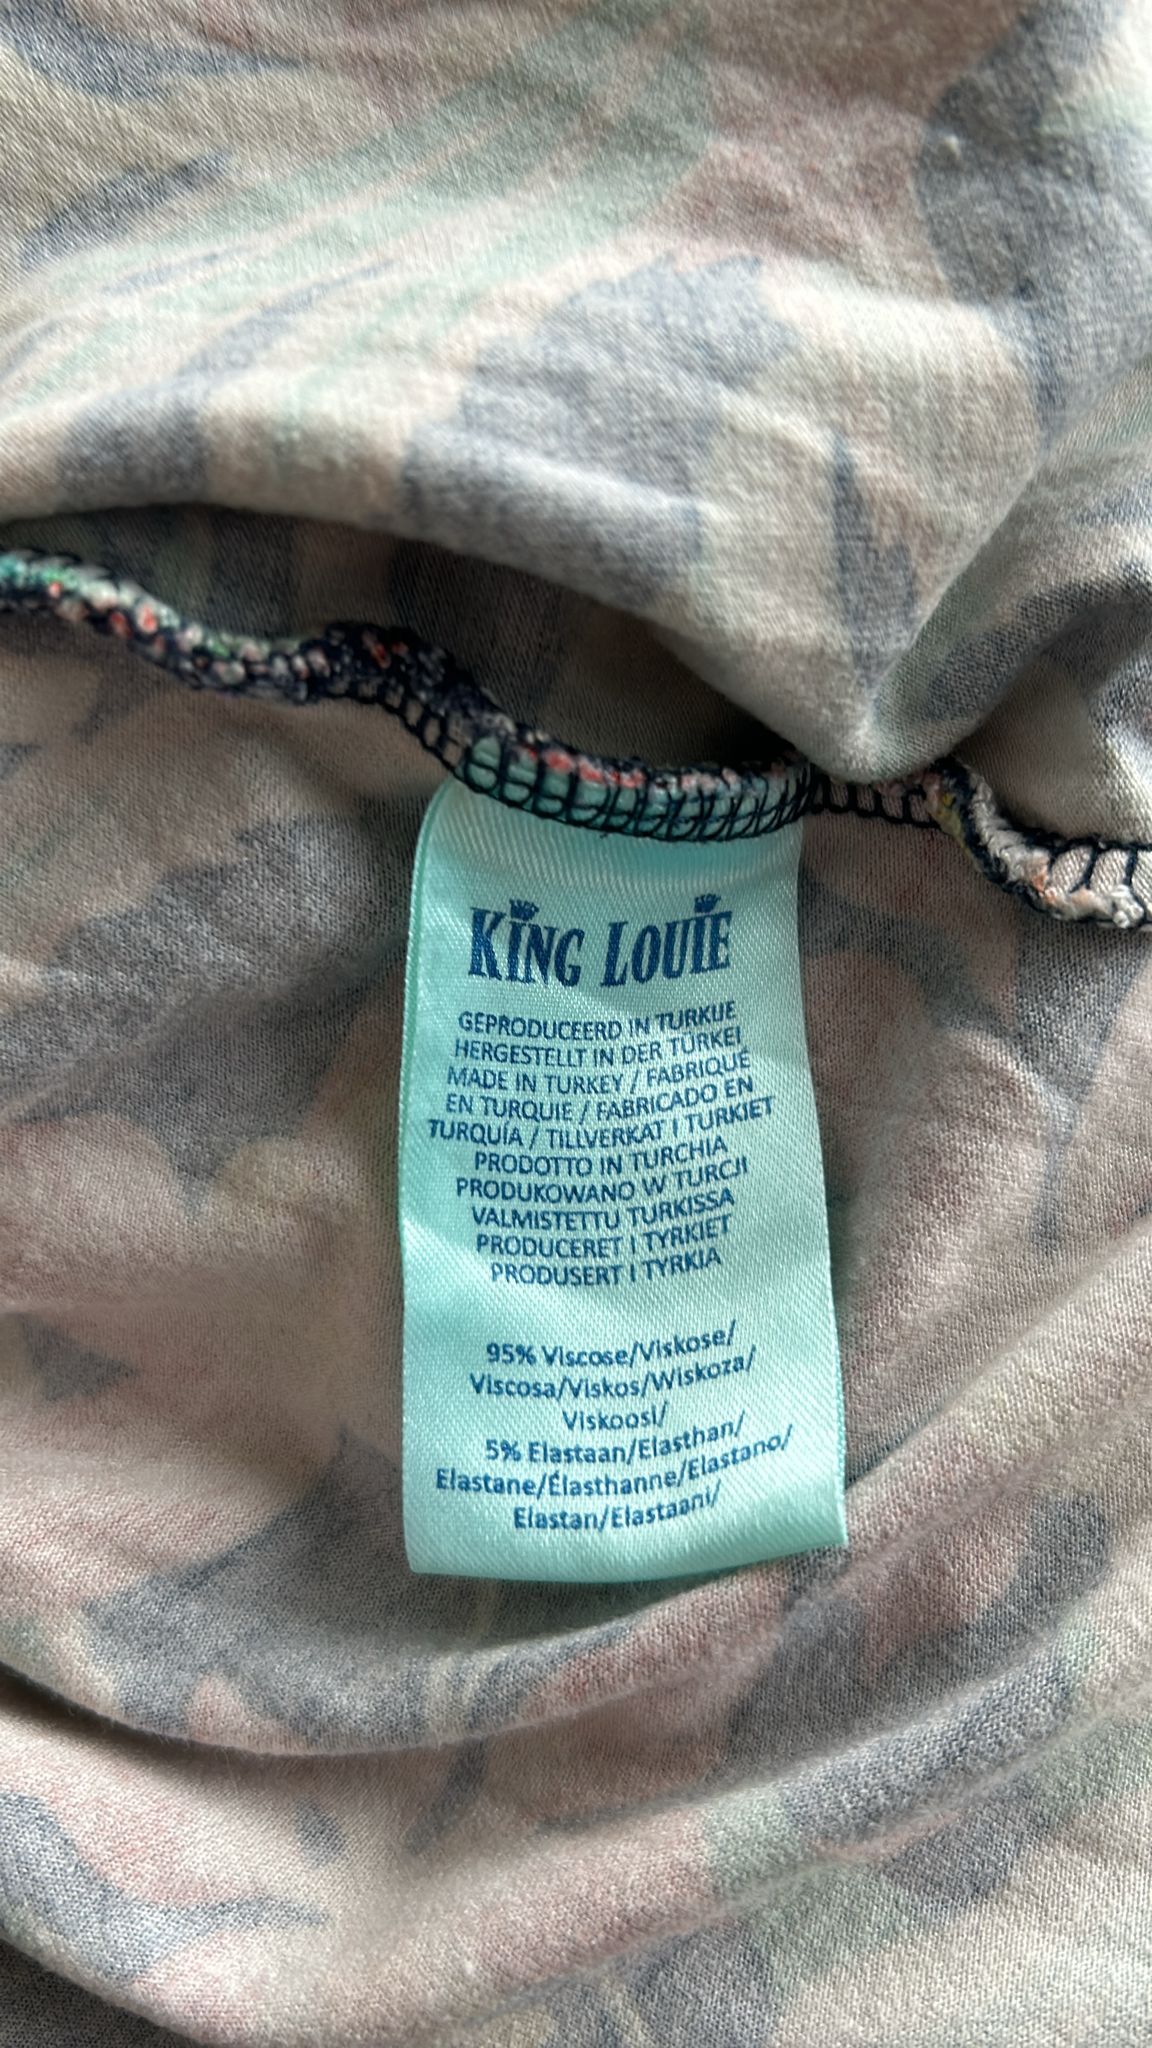 KING LOUIE
GEPRODUCEERD IN TURKIJE
HERGESTELLT IN DER TÜRKEI
MADE IN TURKEY / FABRIQUÉ
EN TURQUIE / FABRICADO EN
TURQUÍA / TILLVERKAT I TURKIET
PRODOTTO IN TURCHIA
PRODUKOWANO W TURCJI
VALMISTETTU TURKISSA
PRODUCERET I TYRKIET
PRODUSERT I TYRKIA
95% Viscose/Viskose/
Viscosa/Viskos/Wiskoza/
Viskoosi/
5% Elastaan/Elasthan/
Elastane/Élasthanne/Elastano/
Elastan/Elastaani/